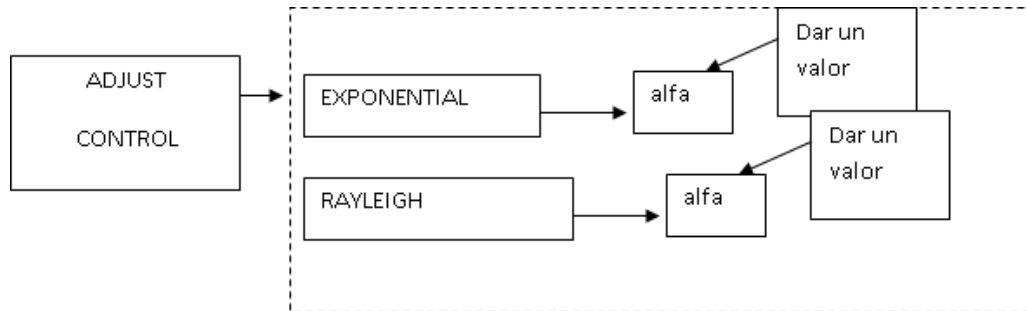 ADJUST
CONTROL
EXPONENTIAL
alfa
Dar un
valor
RAYLEIGH
alfa
Dar un
valor